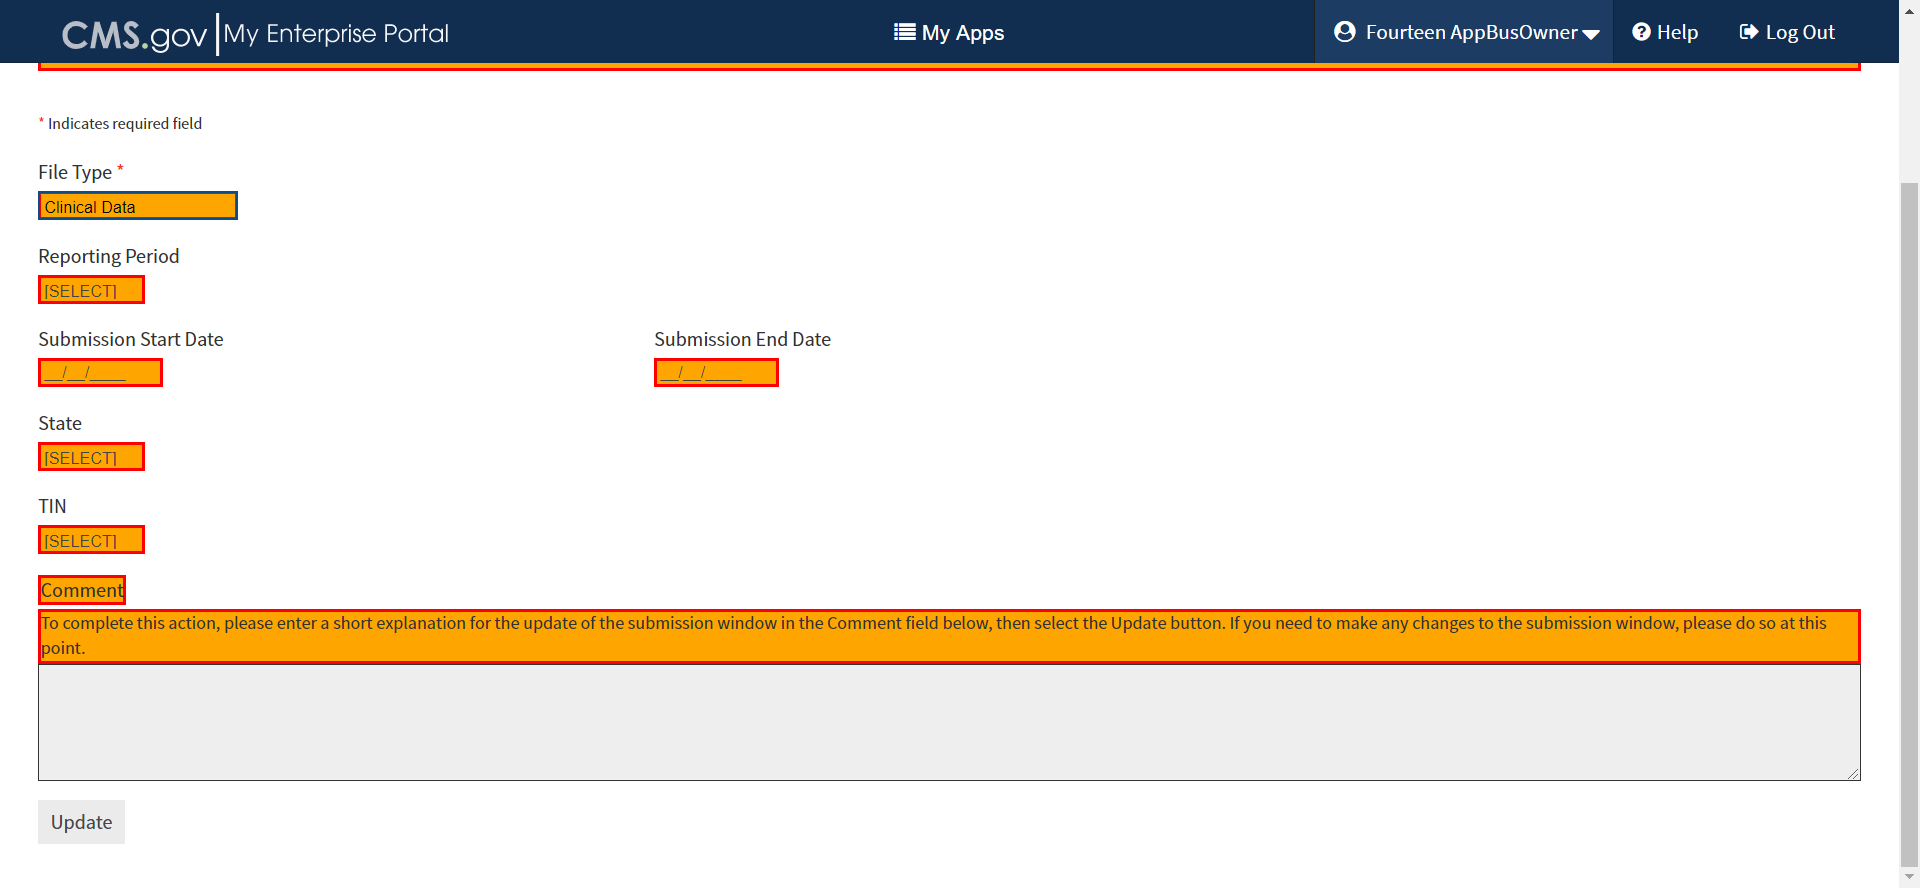 CMS.gov My Enterprise Portal
My Apps
Fourteen AppBusOwner
Help
Log Out
* Indicates required field
File Type *
Clinical Data
Reporting Period
[SELECT]
Submission Start Date
Submission End Date
__/__/____
__/__/____
State
[SELECT]
TIN
[SELECT]
Comment
To complete this action, please enter a short explanation for the update of the submission window in the Comment field below, then select the Update button. If you need to make any changes to the submission window, please do so at this
point.
Update